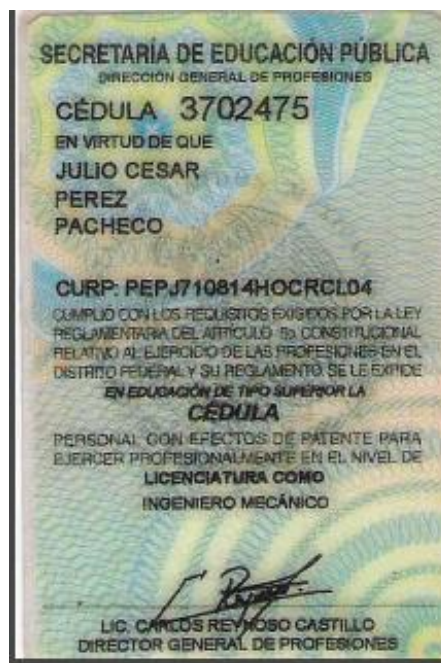 SECRETARÍA DE EDUCACIÓN PÚBLICA
DIRECCIÓN GENERAL DE PROFESIONES
CÉDULA 3702475
EN VIRTUD DE QUE
JULIO CESAR
PEREZ
PACHECO
CURP: PEPJ710814HOCRCL04
CUMPLIÓ CON LOS REQUISITOS EXIGIDOS POR LA LEY
REGLAMENTARIA DEL ARTÍCULO 5o CONSTITUCIONAL
RELATIVO AL EJERCICIO DE LAS PROFESIONES EN EL
DISTRITO FEDERAL Y SU REGLAMENTO SE LE EXPIDE
EN EDUCACIÓN DE TIPO SUPERIOR LA
CÉDULA
PERSONAL CON EFECTOS DE PATENTE PARA
EJERCER PROFESIONALMENTE EN EL NIVEL DE
LICENCIATURA COMO
INGENIERO MECÁNICO
LIC. CARLOS REYNOSO CASTILLO
DIRECTOR GENERAL DE PROFESIONES